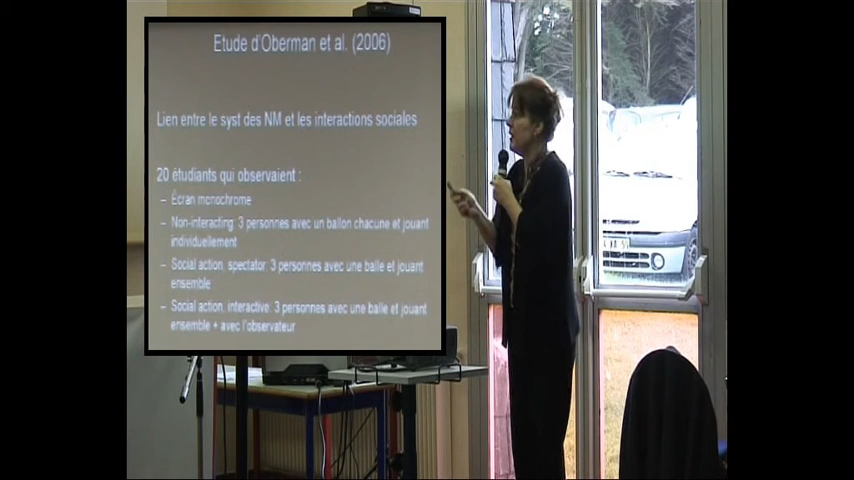 Etude d'Oberman et al. (2006)
Lien entre le syst des NM et les interactions sociales
20 étudiants qui observaient :
– Écran monochrome
– Non-interacting: 3 personnes avec un ballon chacune et jouant
individuellement
– Social action, spectator: 3 personnes avec une balle et jouant
ensemble
– Social action, interactive: 3 personnes avec une balle et jouant
ensemble + avec l'observateur